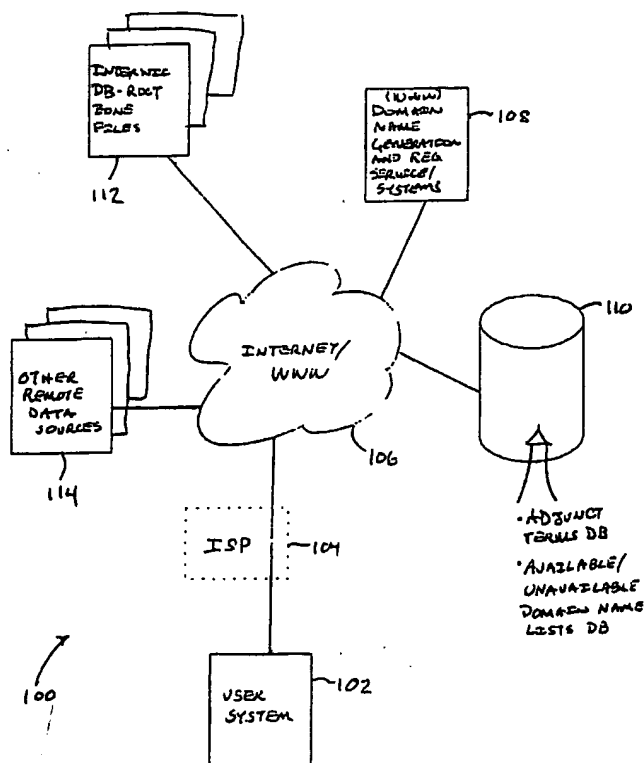 INTERNIC
DB-ROOT
ZONE
FILES
112
DOMAIN
NAME
GENERATION
AND REG
SERVICE/
SYSTEMS
108
INTERNET/
WWW
106
110
• ADJUNCT
TERMS DB
• AVAILABLE/
UNAVAILABLE
DOMAIN NAME
LISTS DB
OTHER
REMOTE
DATA
SOURCES
114
ISP
104
USER
SYSTEM
102
100